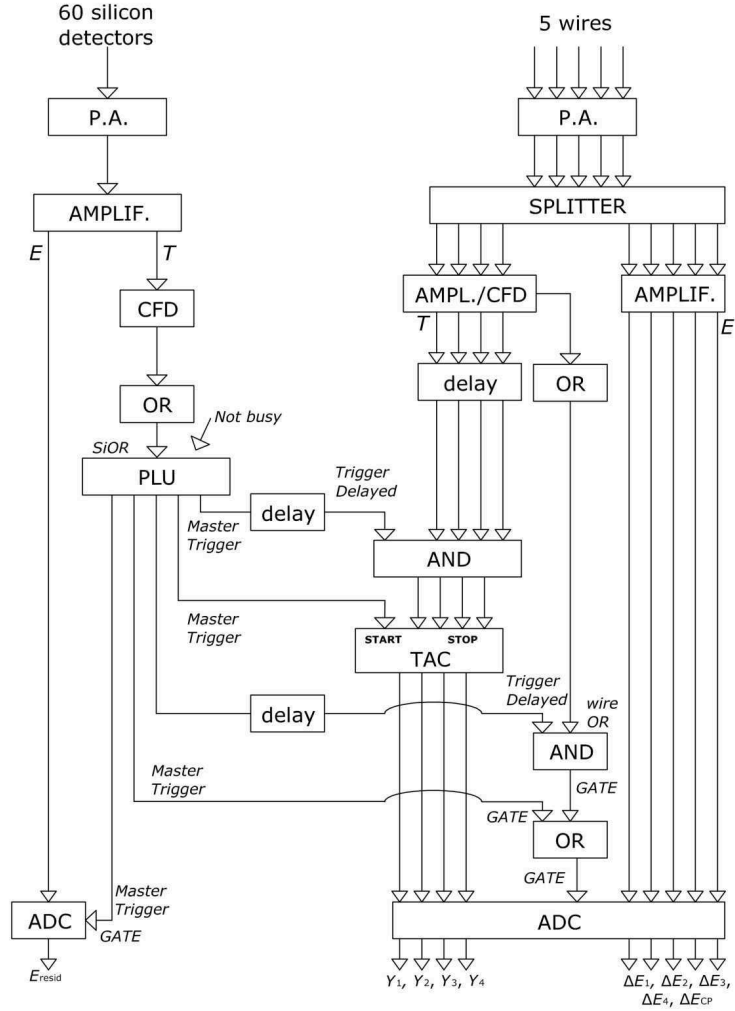 60 silicon
detectors
5 wires
P.A.
P.A.
AMPLIF.
SPLITTER
E
T
CFD
AMPL./CFD
AMPLIF.
T
E
OR
delay
OR
Not busy
SiOR
PLU
Trigger
Delayed
delay
Master
Trigger
AND
Master
Trigger
START
STOP
TAC
Trigger
Delayed
delay
wire
OR
AND
Master
Trigger
GATE
GATE
OR
GATE
Master
Trigger
ADC
GATE
ADC
Eresid
Y1, Y2, Y3, Y4
ΔE1, ΔE2, ΔE3,
ΔE4, ΔECP